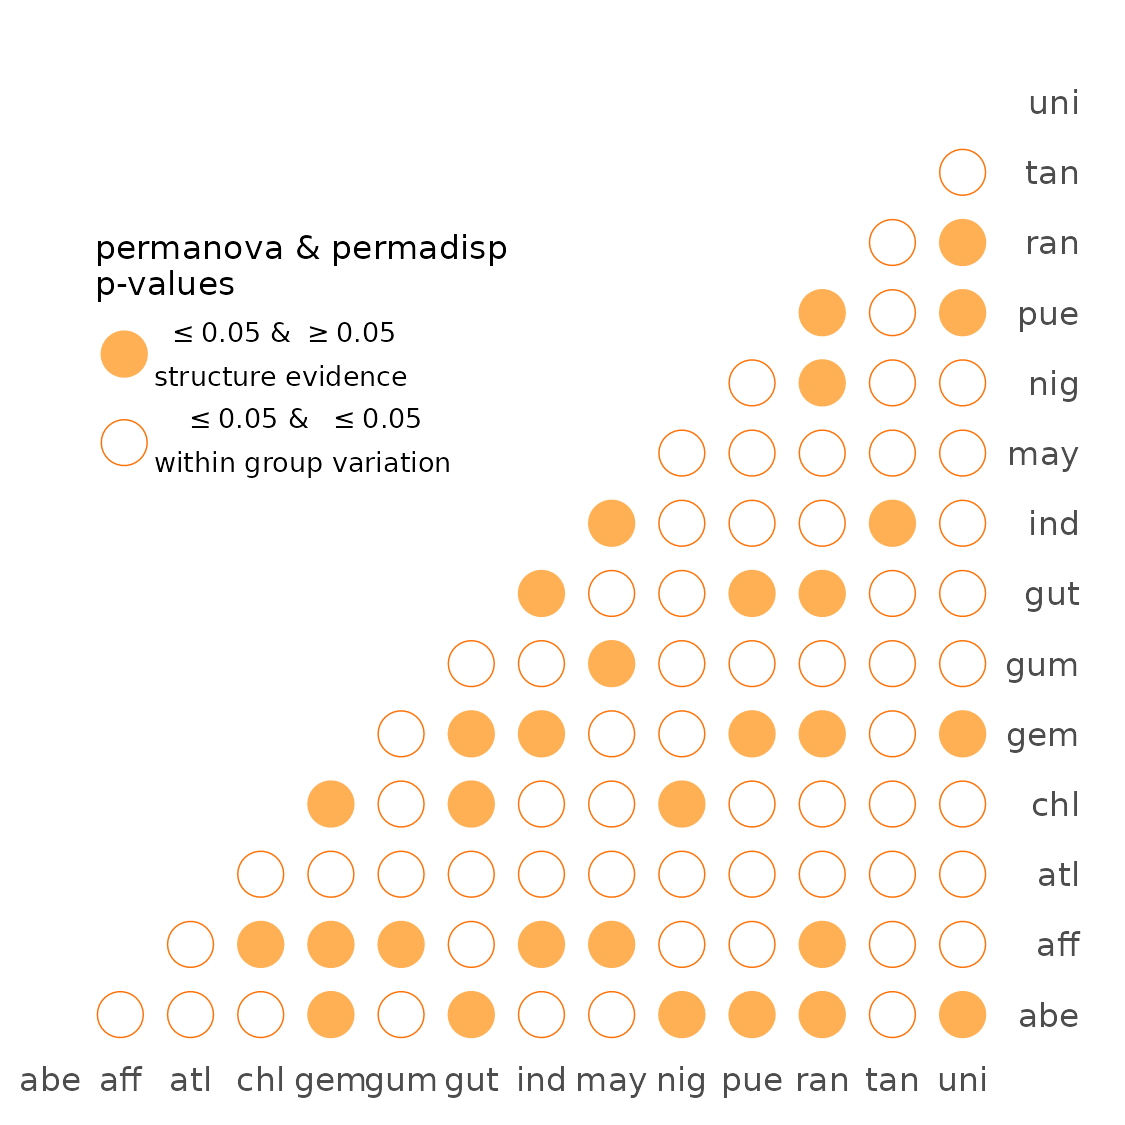 uni
tan
ran
permanova & permadisp
p-values
pue
≤ 0.05 & ≥ 0.05
structure evidence
nig
≤ 0.05 & ≤ 0.05
within group variation
may
ind
gut
gum
gem
chl
atl
aff
abe
abe aff atl chl gem gum gut ind may nig pue ran tan uni